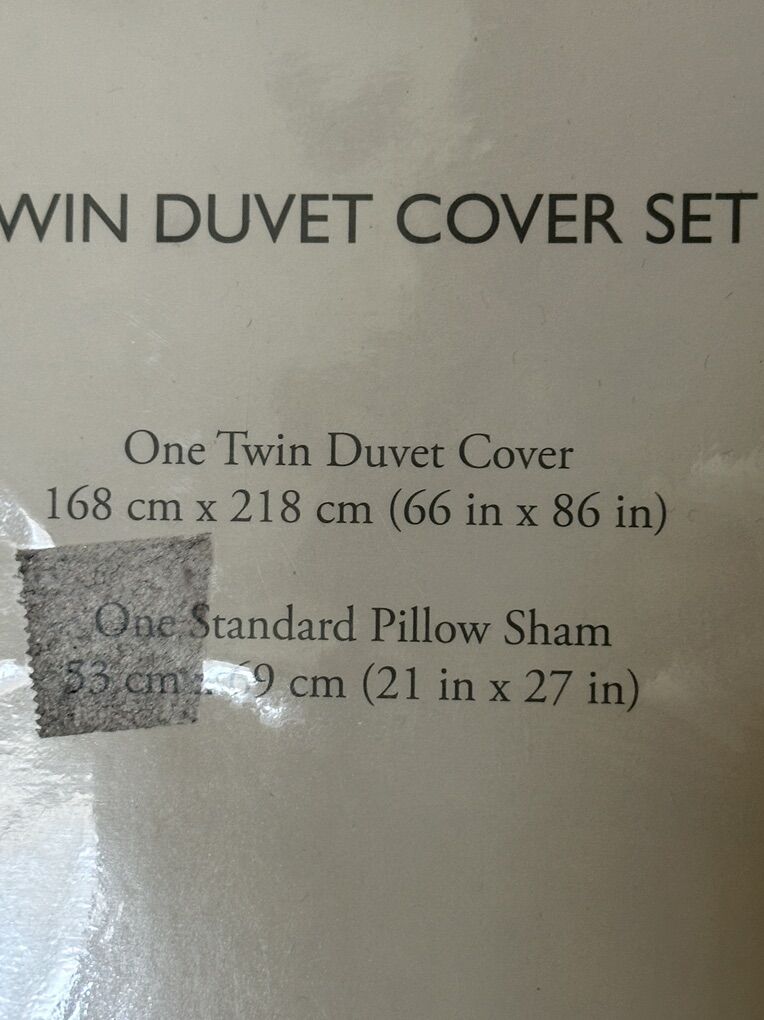 WIN DUVET COVER SET
One Twin Duvet Cover
168 cm x 218 cm (66 in x 86 in)
One Standard Pillow Sham
53 cm x 69 cm (21 in x 27 in)